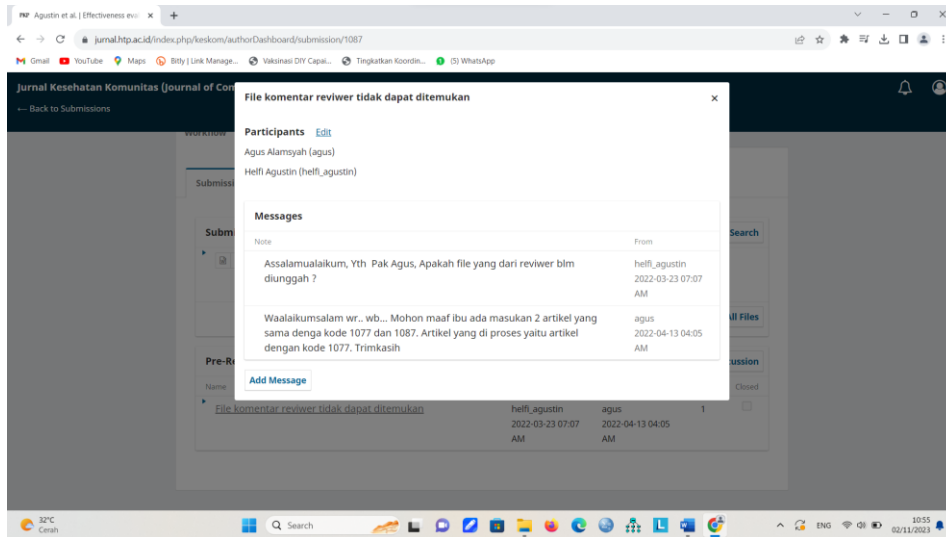 Agustin et al. | Effectiveness eva
jurnal.htp.ac.id/index.php/keskom/authorDashboard/submission/1087
Gmail YouTube Maps Bitly | Link Manage... Vaksinasi DIY Capai... Tingkatkan Koordin... (5) WhatsApp
Jurnal Kesehatan Komunitas (Journal of Com
← Back to Submissions
File komentar reviwer tidak dapat ditemukan
Workflow
Participants Edit
Agus Alamsyah (agus)
Helfi Agustin (helfi_agustin)
Submissi
Messages
Subm
Search
Note From
Assalamualaikum, Yth Pak Agus, Apakah file yang dari reviwer blm
diunggah ?
helfi_agustin
2022-03-23 07:07
AM
Waalaikumsalam wr.. wb... Mohon maaf ibu ada masukan 2 artikel yang
sama denga kode 1077 dan 1087. Artikel yang di proses yaitu artikel
dengan kode 1077. Trimkasih
agus
2022-04-13 04:05
AM
All Files
Pre-Re
ussion
Add Message
Name
Closed
File komentar reviwer tidak dapat ditemukan
helfi_agustin
2022-03-23 07:07
AM
agus
2022-04-13 04:05
AM
1
32°C
Cerah
Search
ENG
10:55
02/11/2023